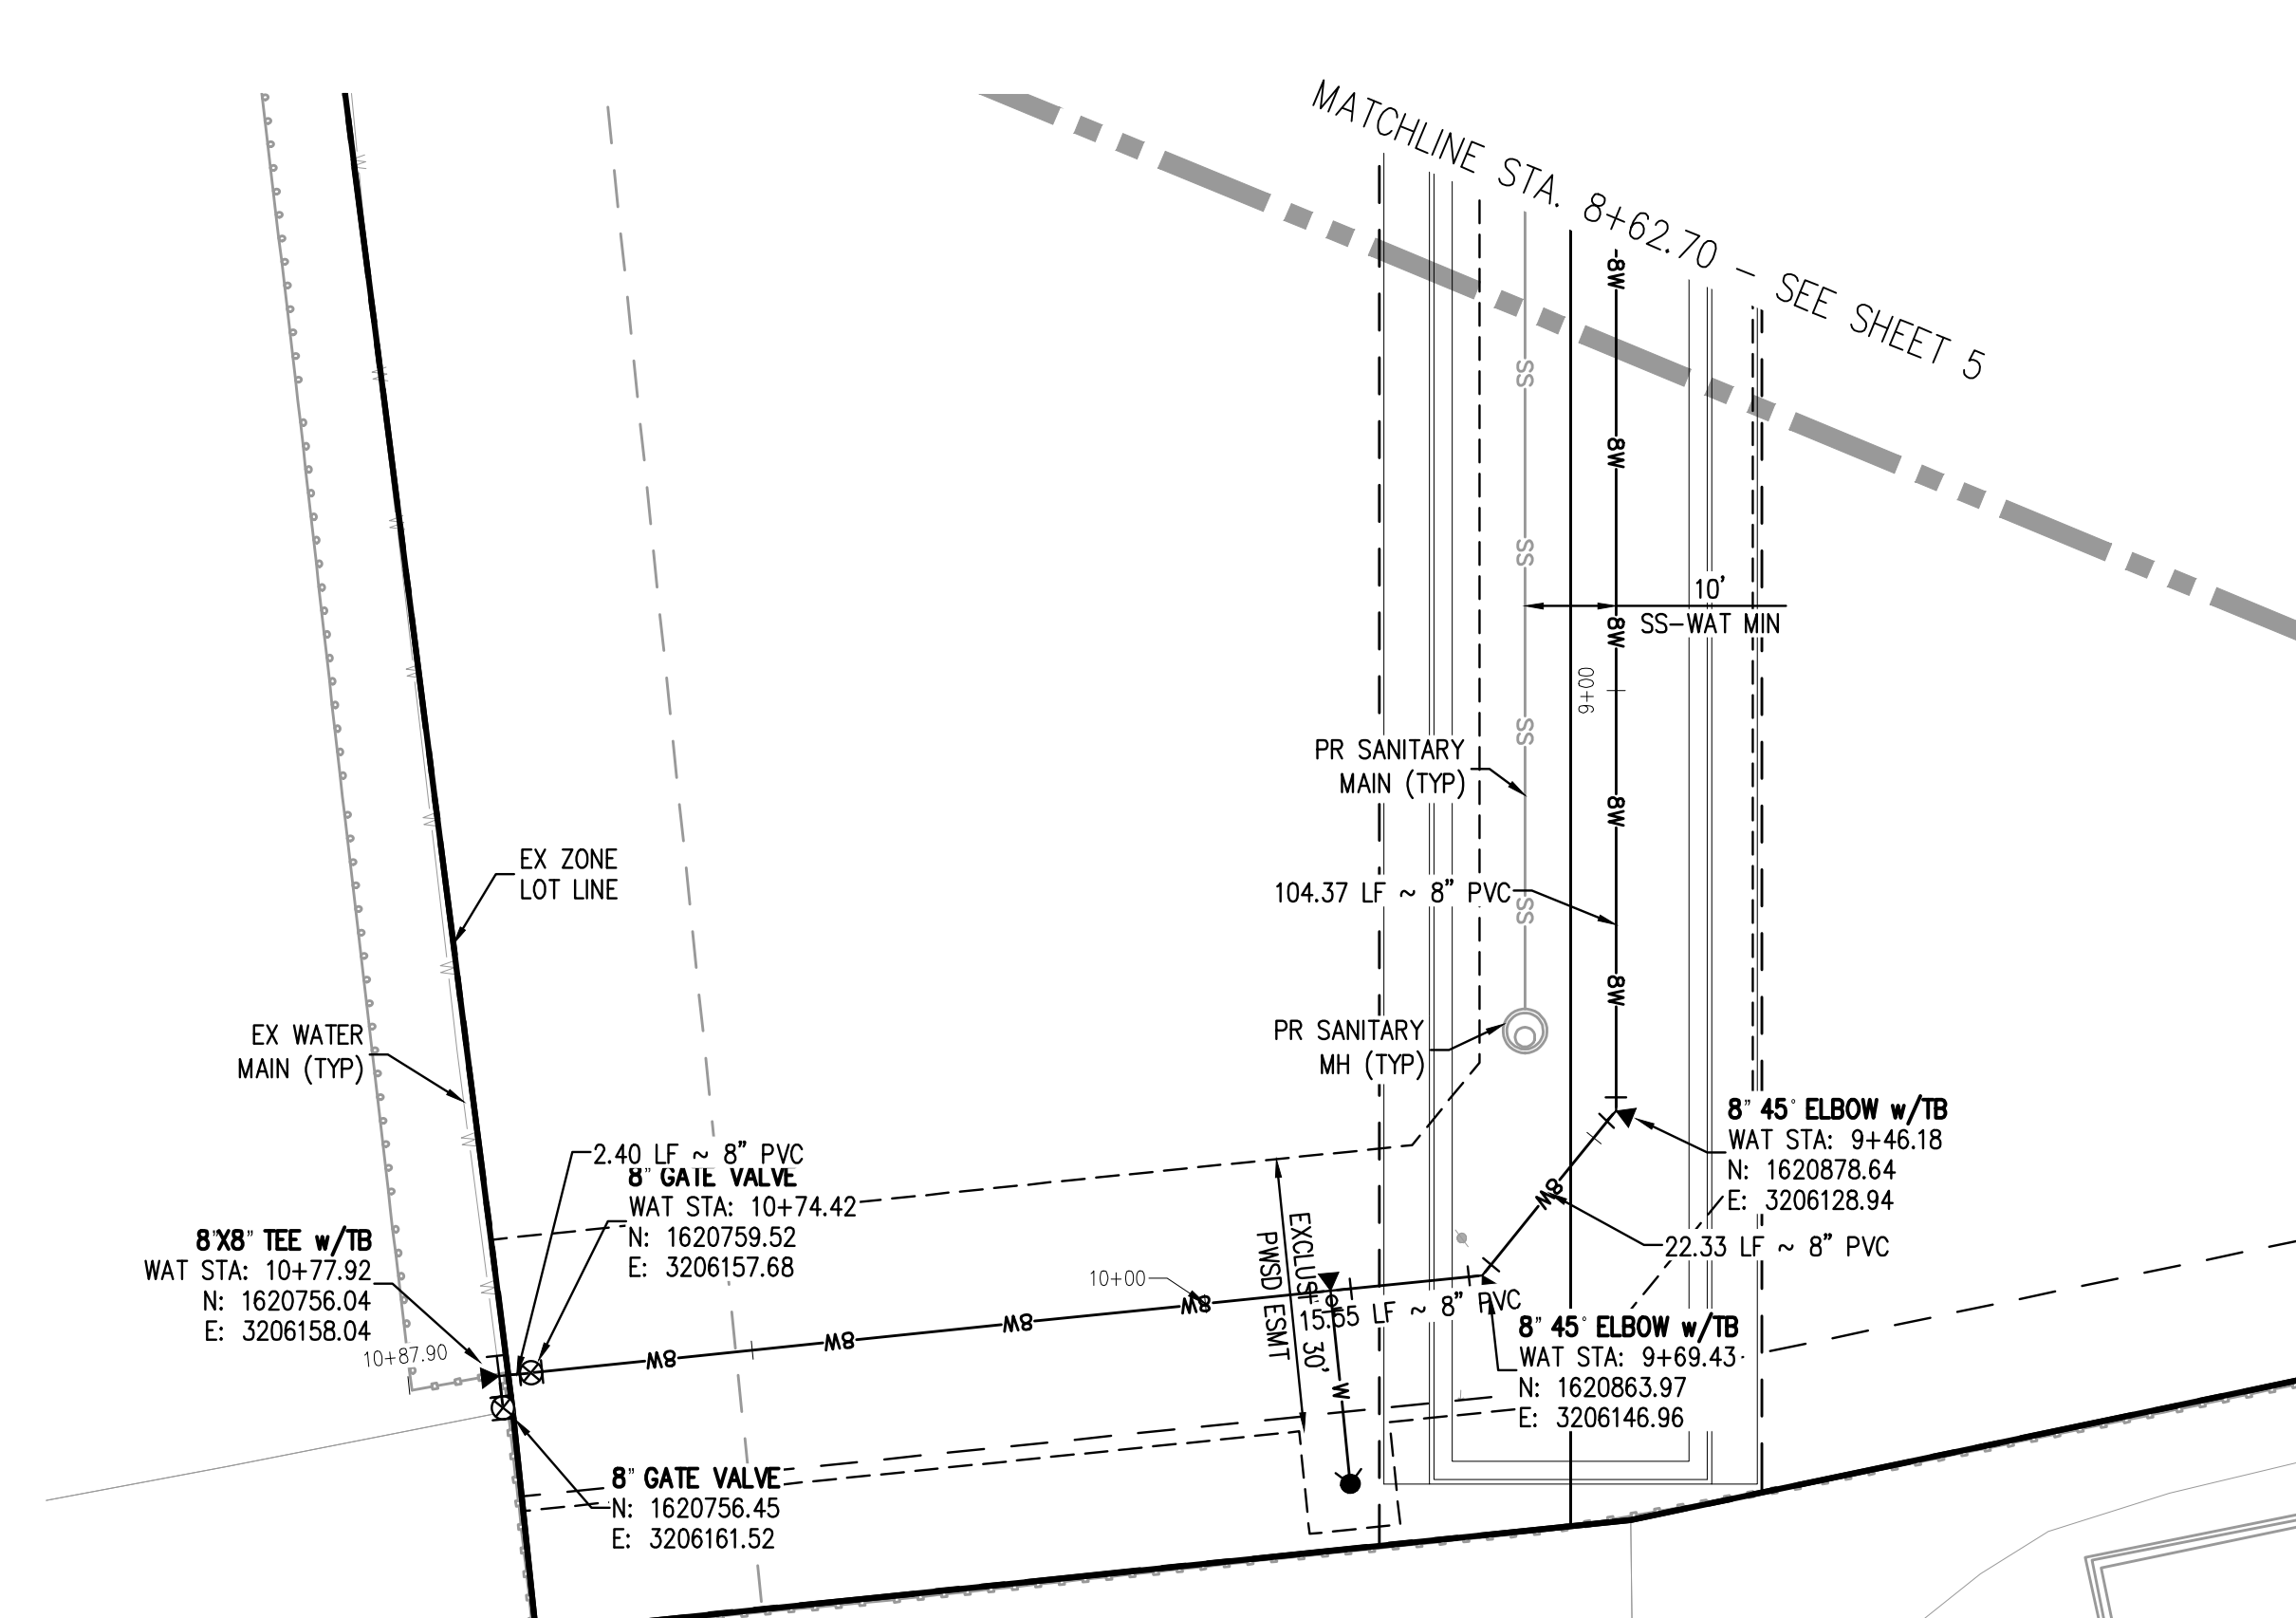 MATCHLINE STA. 8+62.70 - SEE SHEET 5
8W
SS
8W
SS
10'
SS-WAT MIN
8W
9+00
SS
PR SANITARY
MAIN (TYP)
8W
EX ZONE
LOT LINE
104.37 LF ~ 8" PVC
SS
8W
EX WATER
MAIN (TYP)
PR SANITARY
MH (TYP)
8" 45° ELBOW w/TB
WAT STA: 9+46.18
N: 1620878.64
E: 3206128.94
2.40 LF ~ 8" PVC
8" GATE VALVE
WAT STA: 10+74.42
N: 1620759.52
E: 3206157.68
8"X8" TEE w/TB
WAT STA: 10+77.92
N: 1620756.04
E: 3206158.04
10+87.90
8W
22.33 LF ~ 8" PVC
10+00
8W
8W
8W
8W
30'
PWSD ESMT
15.65 LF ~ 8" PVC
W
8" 45° ELBOW w/TB
WAT STA: 9+69.43
N: 1620863.97
E: 3206146.96
8" GATE VALVE
N: 1620756.45
E: 3206161.52